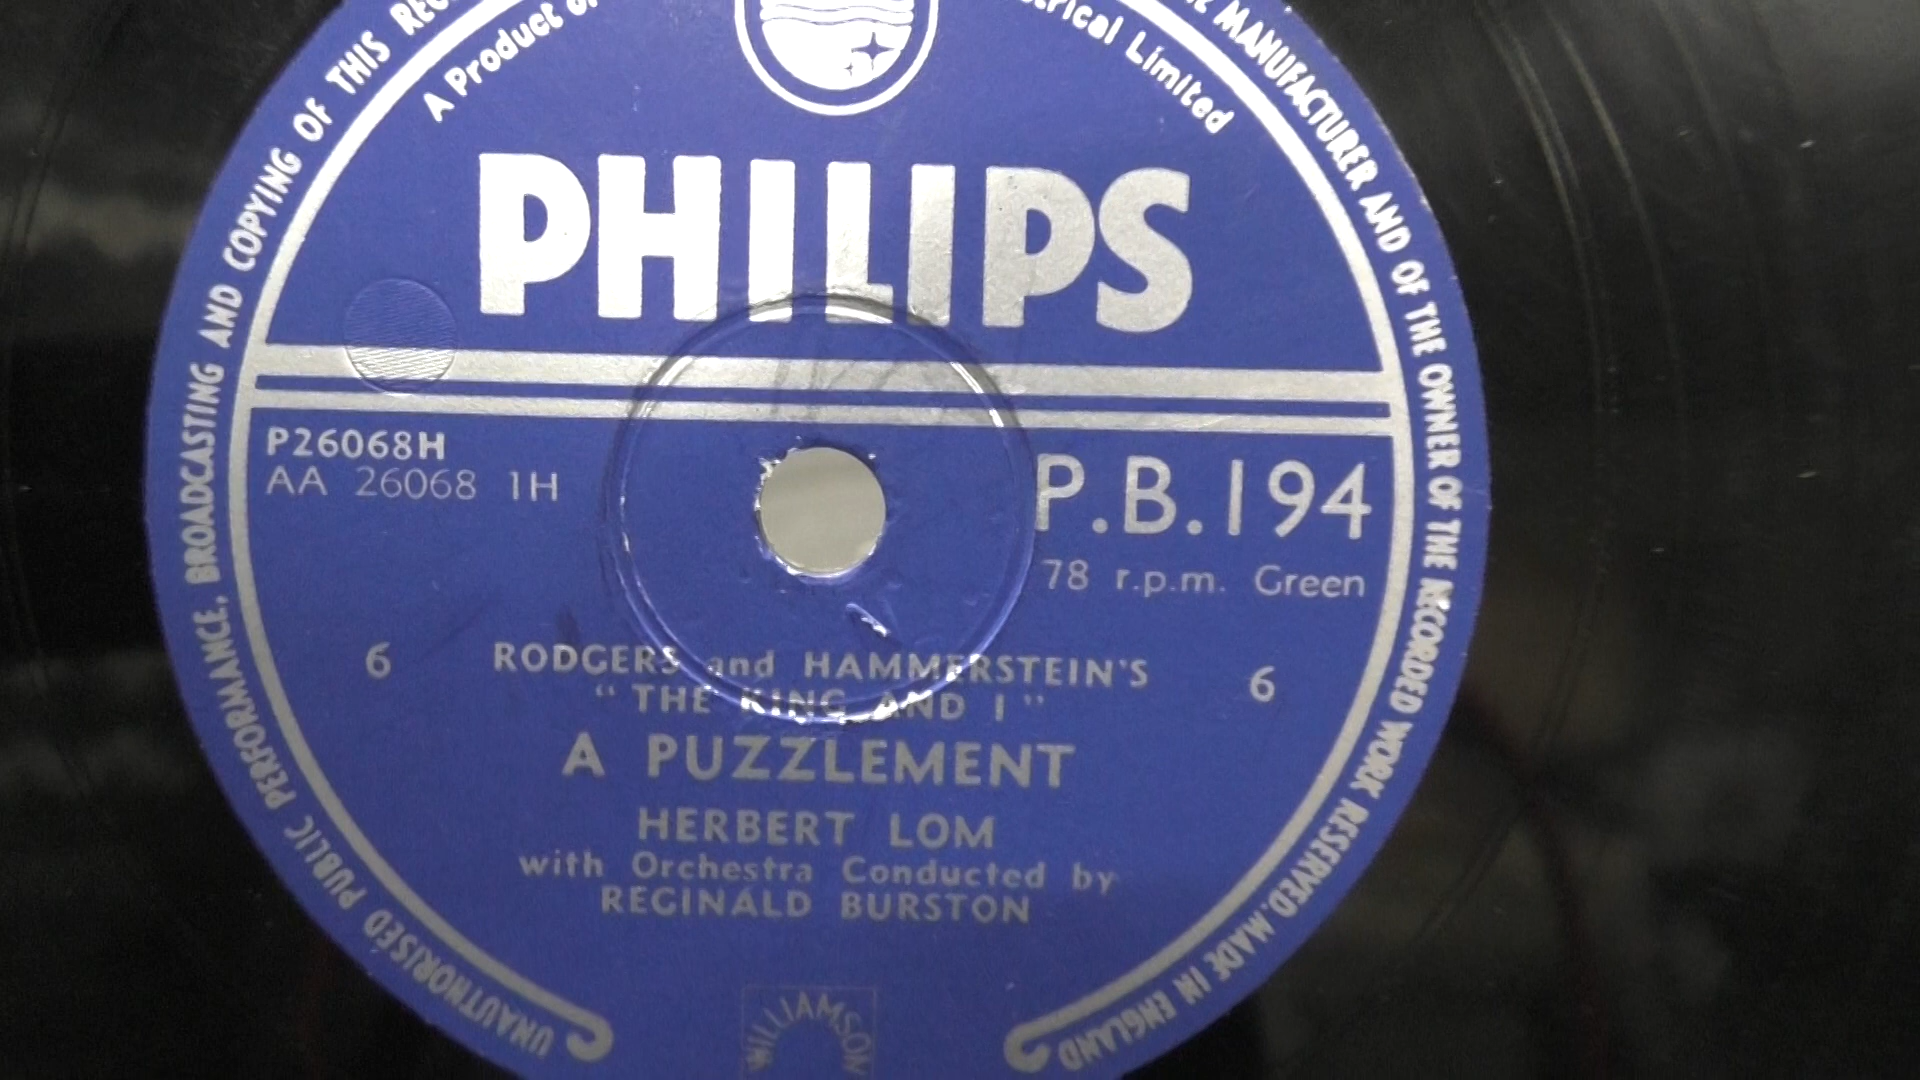 UNAUTHORISED PUBLIC PERFORMANCE, BROADCASTING AND COPYING OF THIS
MANUFACTURER AND OF THE OWNER OF THE RECORDED WORK RESERVED. MADE IN ENGLAND
A Product of
Limited
PHILIPS
P26068H
AA 26068 1H
P.B.194
78 r.p.m. Green
6 RODGERS and HAMMERSTEIN'S 6
"THE KING AND I"
A PUZZLEMENT
HERBERT LOM
with Orchestra Conducted by
REGINALD BURSTON
WILLIAMSON